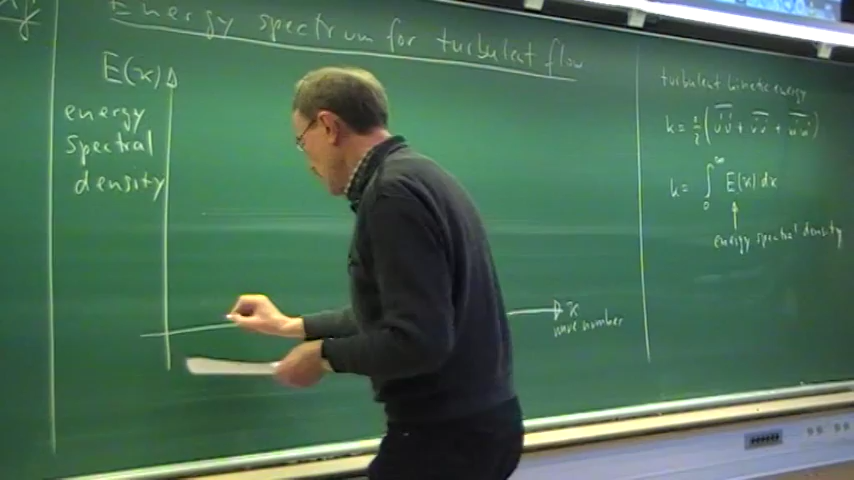 Energy spectrum for turbulent flow
E(ϰ)
energy
spectral
density
ϰ
wave number
turbulent kinetic energy
k = 1/2 (u'u' + v'v' + w'w')
k = ∫₀^∞ E(ϰ) dϰ
energy spectral density